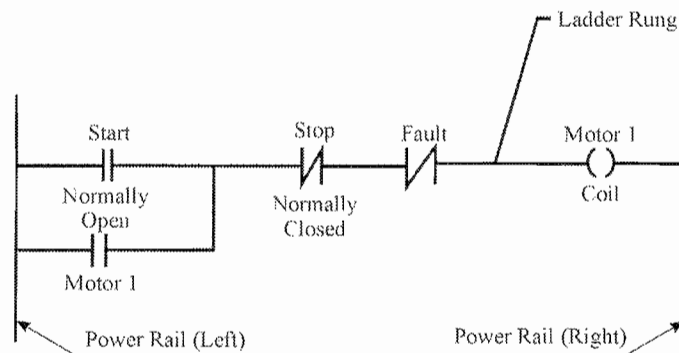 Ladder Rung
Start
Stop
Fault
Motor 1
Normally
Open
Normally
Closed
Coil
Motor 1
Power Rail (Left)
Power Rail (Right)